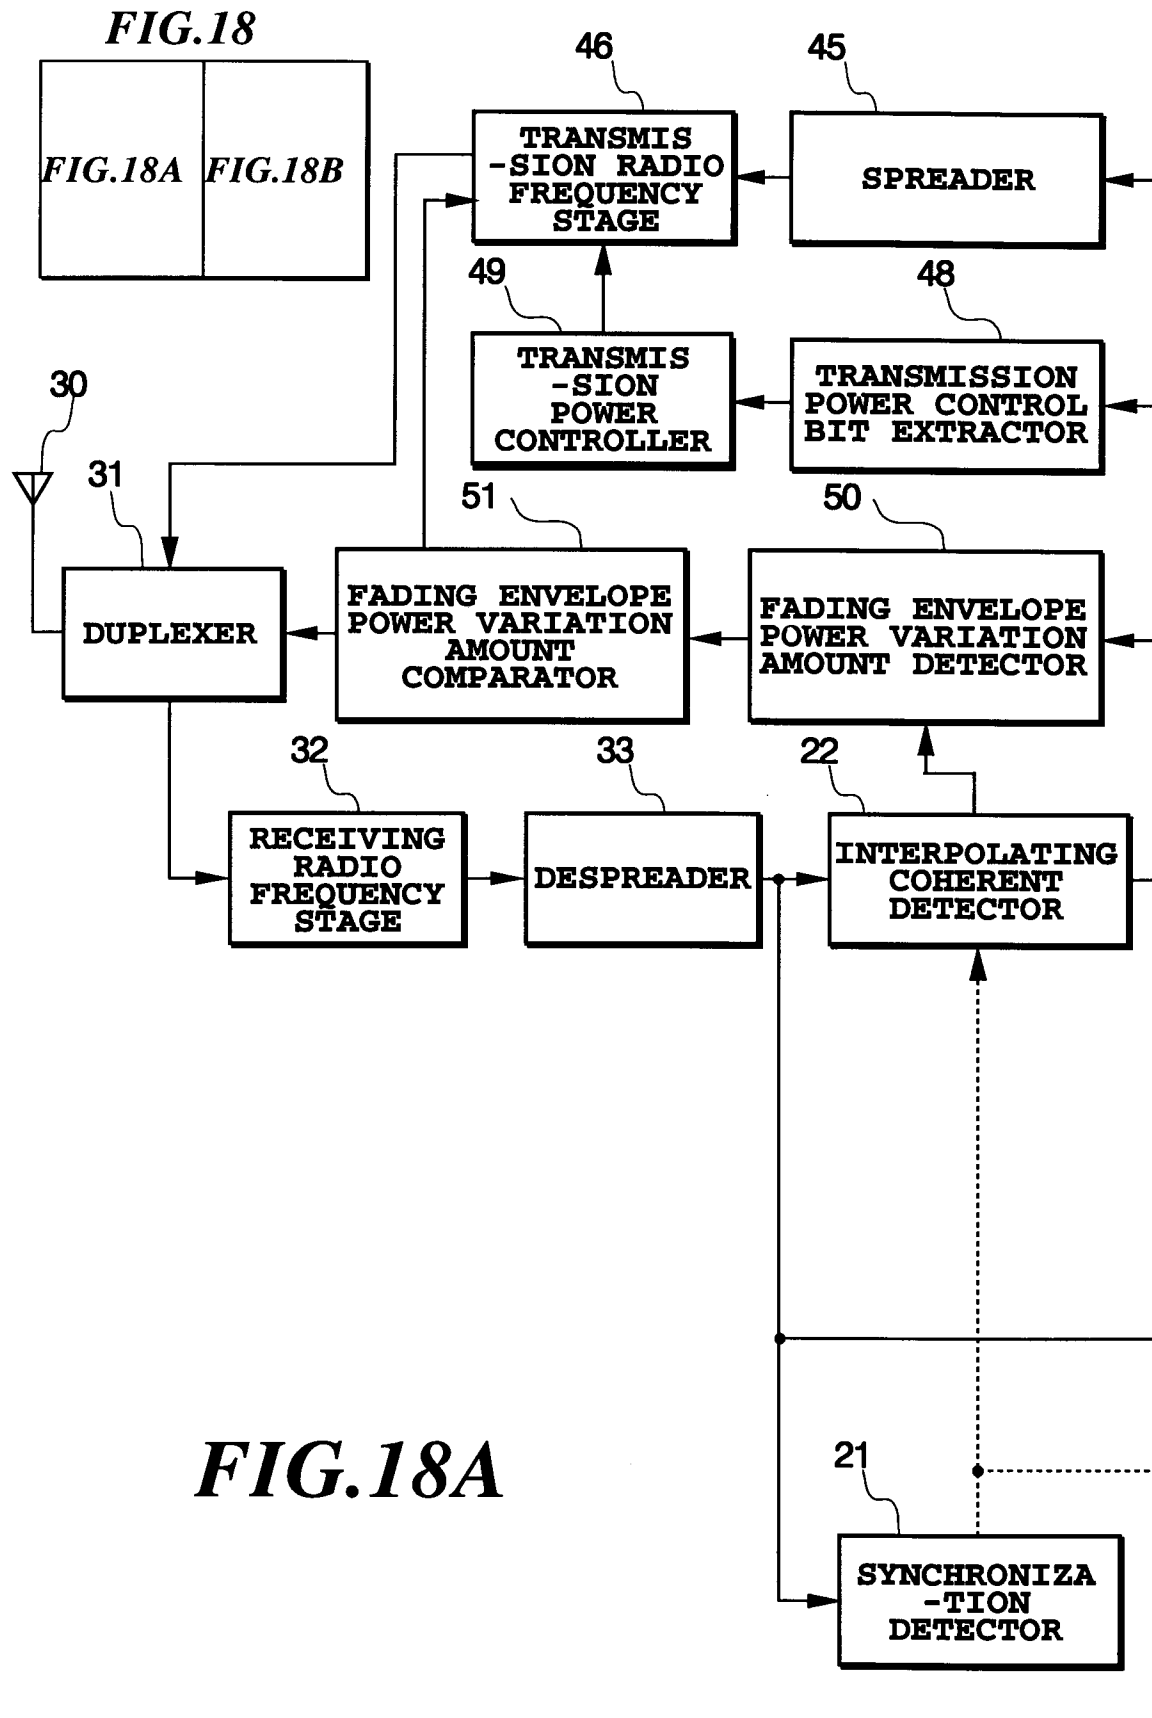 FIG.18
FIG.18A FIG.18B
46
45
TRANSMIS
-SION RADIO
FREQUENCY
STAGE
SPREADER
49
48
TRANSMIS
-SION
POWER
CONTROLLER
TRANSMISSION
POWER CONTROL
BIT EXTRACTOR
30
31
51
50
DUPLEXER
FADING ENVELOPE
POWER VARIATION
AMOUNT
COMPARATOR
FADING ENVELOPE
POWER VARIATION
AMOUNT DETECTOR
32
33
22
RECEIVING
RADIO
FREQUENCY
STAGE
DESPREADER
INTERPOLATING
COHERENT
DETECTOR
FIG.18A
21
SYNCHRONIZA
-TION
DETECTOR